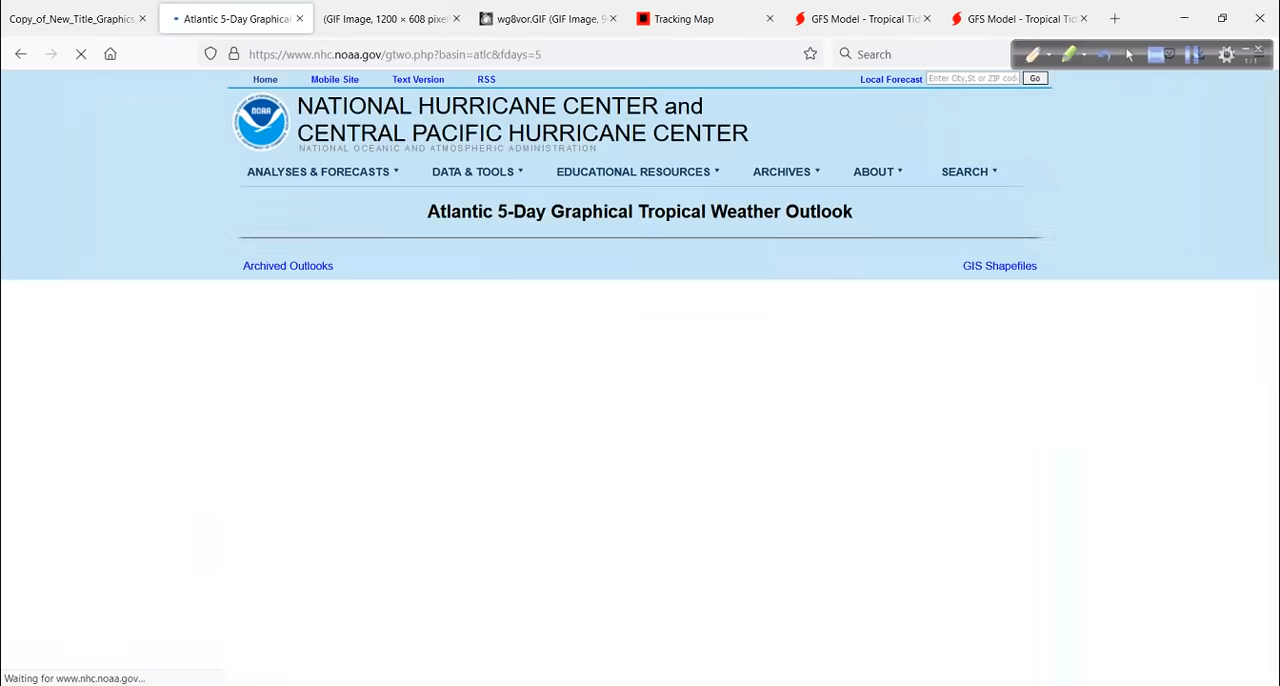 Copy_of_New_Title_Graphics
Atlantic 5-Day Graphical
(GIF Image, 1200 × 608 pixel
wg8vor.GIF (GIF Image, 9
Tracking Map
GFS Model - Tropical Tid
GFS Model - Tropical Tid
https://www.nhc.noaa.gov/gtwo.php?basin=atlc&fdays=5
Search
1/1
Home Mobile Site Text Version RSS Local Forecast Enter City,St or ZIP code Go
NOAA
NATIONAL HURRICANE CENTER and
CENTRAL PACIFIC HURRICANE CENTER
NATIONAL OCEANIC AND ATMOSPHERIC ADMINISTRATION
ANALYSES & FORECASTS DATA & TOOLS EDUCATIONAL RESOURCES ARCHIVES ABOUT SEARCH
Atlantic 5-Day Graphical Tropical Weather Outlook
Archived Outlooks GIS Shapefiles
Waiting for www.nhc.noaa.gov...